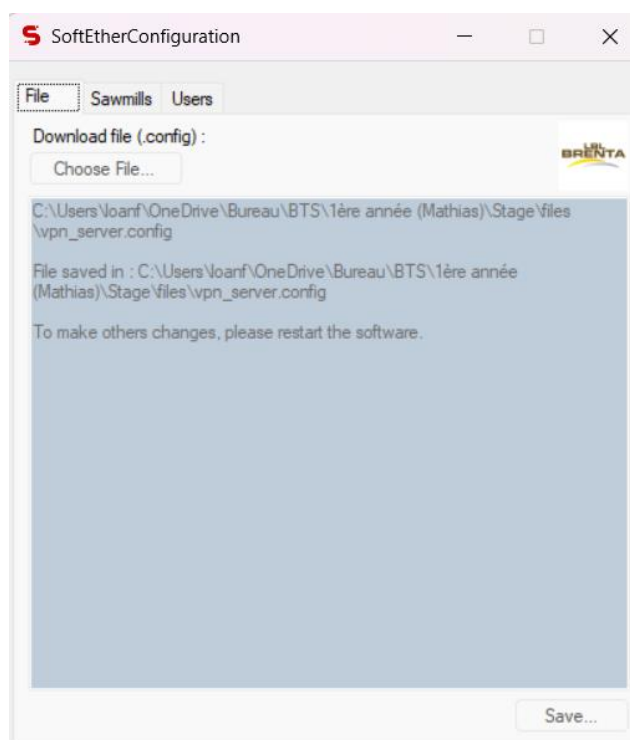 SoftEtherConfiguration
File Sawmills Users
Download file (.config) :
LBL
BRENTA
Choose File...
C:\Users\loanf\OneDrive\Bureau\BTS\1ère année (Mathias)\Stage\files
\vpn_server.config
File saved in : C:\Users\loanf\OneDrive\Bureau\BTS\1ère année
(Mathias)\Stage\files\vpn_server.config
To make others changes, please restart the software.
Save...